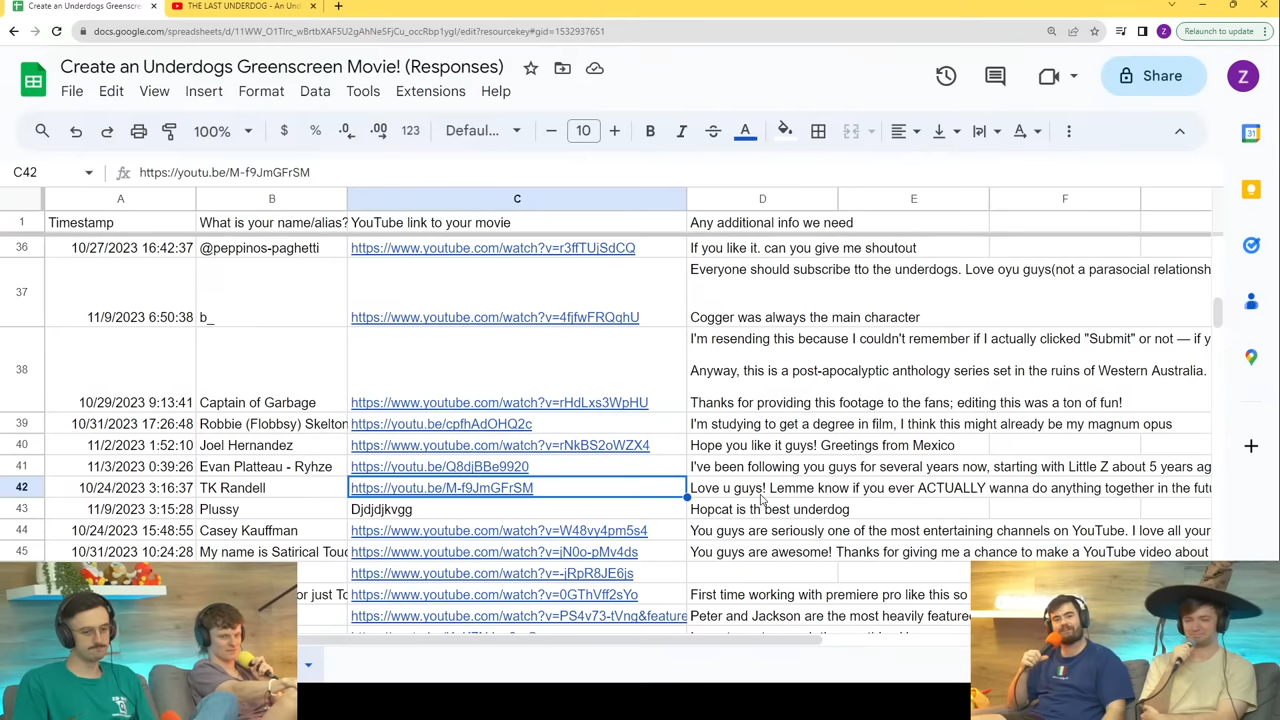 Create an Underdogs Greenscreen
THE LAST UNDERDOG - An Und
docs.google.com/spreadsheets/d/11WW_O1TIrc_wBrtbXAF5U2gAhNe5FjCu_occRbp1ygI/edit?resourcekey#gid=1532937651
Relaunch to update
Create an Underdogs Greenscreen Movie! (Responses)
File Edit View Insert Format Data Tools Extensions Help
Share
Z
100% $ % .0 .00 123 Defaul... 10 B I A
C42 fx https://youtu.be/M-f9JmGFrSM
A B C D E F
1 Timestamp What is your name/alias? YouTube link to your movie Any additional info we need
36 10/27/2023 16:42:37 @peppinos-paghetti https://www.youtube.com/watch?v=r3ffTUjSdCQ If you like it. can you give me shoutout
Everyone should subscribe tto the underdogs. Love oyu guys(not a parasocial relationsh
37 11/9/2023 6:50:38 b_ https://www.youtube.com/watch?v=4fjfwFRQqhU Cogger was always the main character
I'm resending this because I couldn't remember if I actually clicked "Submit" or not — if y
38 Anyway, this is a post-apocalyptic anthology series set in the ruins of Western Australia.
10/29/2023 9:13:41 Captain of Garbage https://www.youtube.com/watch?v=rHdLxs3WpHU Thanks for providing this footage to the fans; editing this was a ton of fun!
39 10/31/2023 17:26:48 Robbie (Flobbsy) Skelton https://youtu.be/cpfhAdOHQ2c I'm studying to get a degree in film, I think this might already be my magnum opus
40 11/2/2023 1:52:10 Joel Hernandez https://www.youtube.com/watch?v=rNkBS2oWZX4 Hope you like it guys! Greetings from Mexico
41 11/3/2023 0:39:26 Evan Platteau - Ryhze https://youtu.be/Q8djBBe9920 I've been following you guys for several years now, starting with Little Z about 5 years ag
42 10/24/2023 3:16:37 TK Randell https://youtu.be/M-f9JmGFrSM Love u guys! Lemme know if you ever ACTUALLY wanna do anything together in the futu
43 11/9/2023 3:15:28 Plussy Djdjdjkvgg Hopcat is th best underdog
44 10/24/2023 15:48:55 Casey Kauffman https://www.youtube.com/watch?v=W48vy4pm5s4 You guys are seriously one of the most entertaining channels on YouTube. I love all your
45 10/31/2023 10:24:28 My name is Satirical Touc https://www.youtube.com/watch?v=jN0o-pMv4ds You guys are awesome! Thanks for giving me a chance to make a YouTube video about
https://www.youtube.com/watch?v=-jRpR8JE6js
or just To https://www.youtube.com/watch?v=0GThVff2sYo First time working with premiere pro like this so
https://www.youtube.com/watch?v=PS4v73-tVnq&feature Peter and Jackson are the most heavily feature